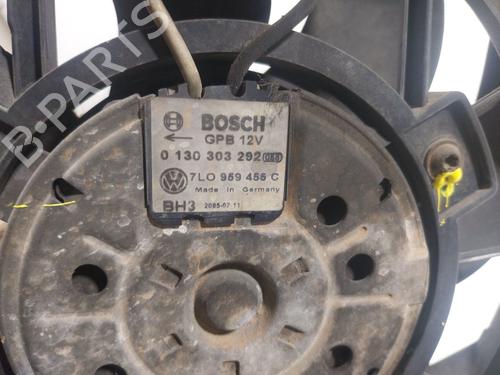 B-PARTS
BOSCH
GPB 12V
0 130 303 292
7L0 959 455 C
Made in Germany
BH3 2005-07-11